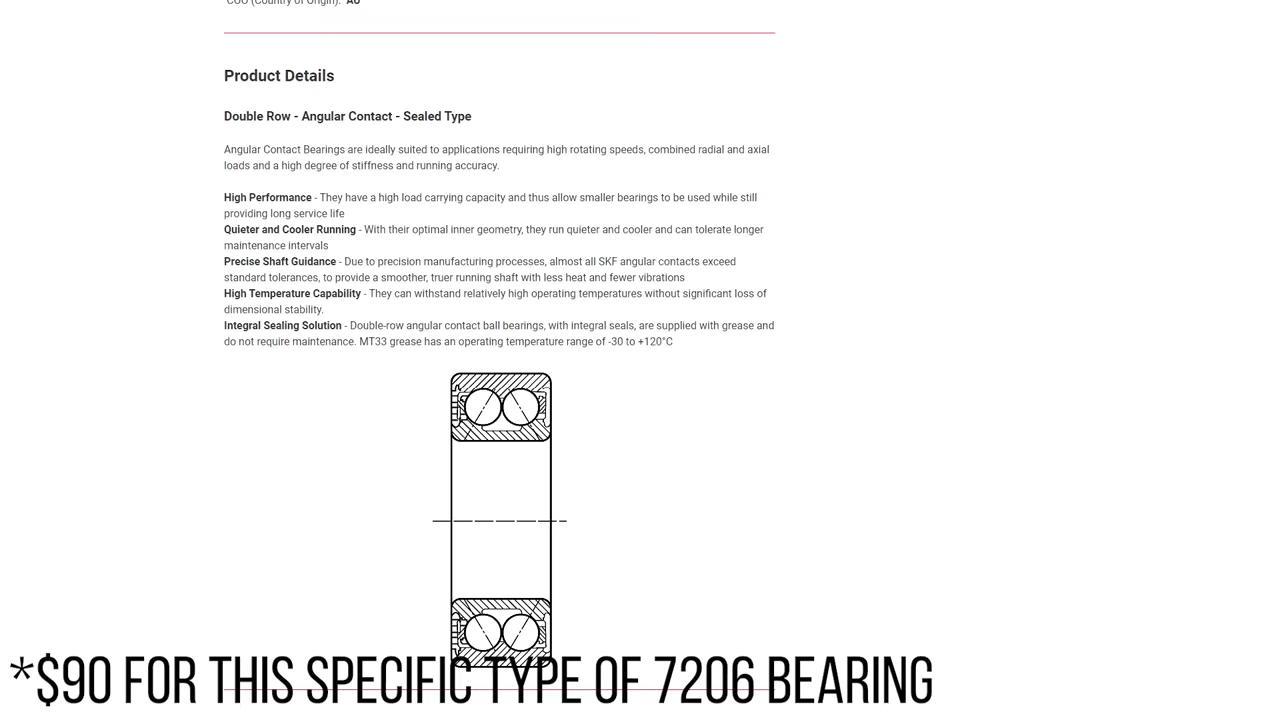 COO (Country of Origin): AU
Product Details
Double Row - Angular Contact - Sealed Type
Angular Contact Bearings are ideally suited to applications requiring high rotating speeds, combined radial and axial
loads and a high degree of stiffness and running accuracy.
High Performance - They have a high load carrying capacity and thus allow smaller bearings to be used while still
providing long service life
Quieter and Cooler Running - With their optimal inner geometry, they run quieter and cooler and can tolerate longer
maintenance intervals
Precise Shaft Guidance - Due to precision manufacturing processes, almost all SKF angular contacts exceed
standard tolerances, to provide a smoother, truer running shaft with less heat and fewer vibrations
High Temperature Capability - They can withstand relatively high operating temperatures without significant loss of
dimensional stability.
Integral Sealing Solution - Double-row angular contact ball bearings, with integral seals, are supplied with grease and
do not require maintenance. MT33 grease has an operating temperature range of -30 to +120°C
*$90 FOR THIS SPECIFIC TYPE OF 7206 BEARING